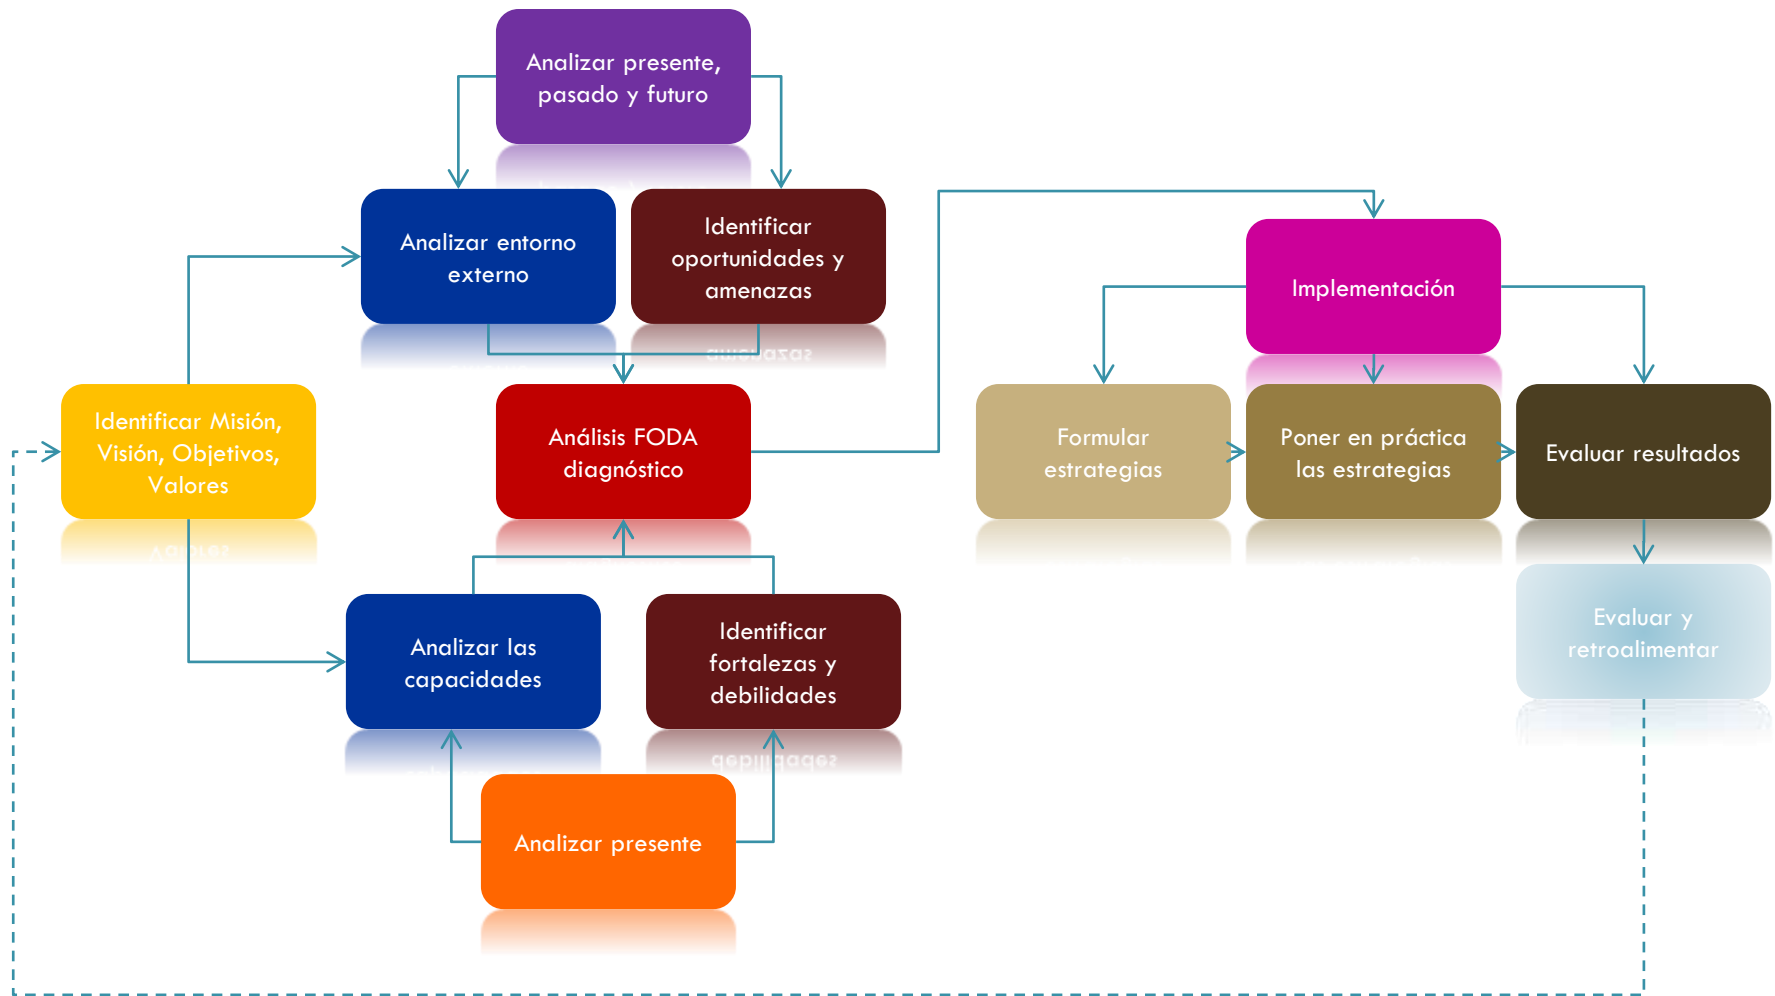 Analizar presente,
pasado y futuro
Analizar entorno
externo
Identificar
oportunidades y
amenazas
Implementación
Identificar Misión,
Visión, Objetivos,
Valores
Análisis FODA
diagnóstico
Formular
estrategias
Poner en práctica
las estrategias
Evaluar resultados
Analizar las
capacidades
Identificar
fortalezas y
debilidades
Evaluar y
retroalimentar
Analizar presente